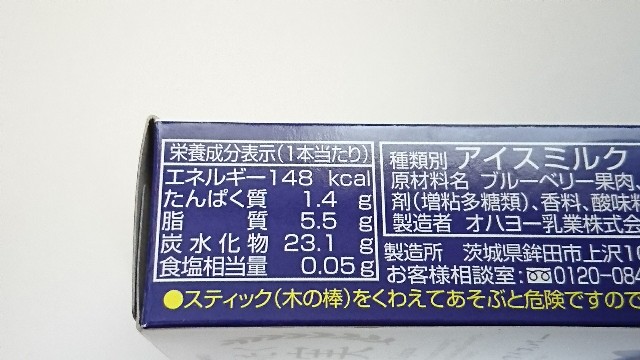 栄養成分表示(1本当たり)
エネルギー148 kcal
たんぱく質 1.4 g
脂 質 5.5 g
炭水化物 23.1 g
食塩相当量 0.05g
種類別 アイスミルク
原材料名 ブルーベリー果肉、
剤(増粘多糖類)、香料、酸味料
製造者 オハヨー乳業株式会
製造所 茨城県鉾田市上沢10
お客様相談室:0120-084
●スティック(木の棒)をくわえてあそぶと危険ですので